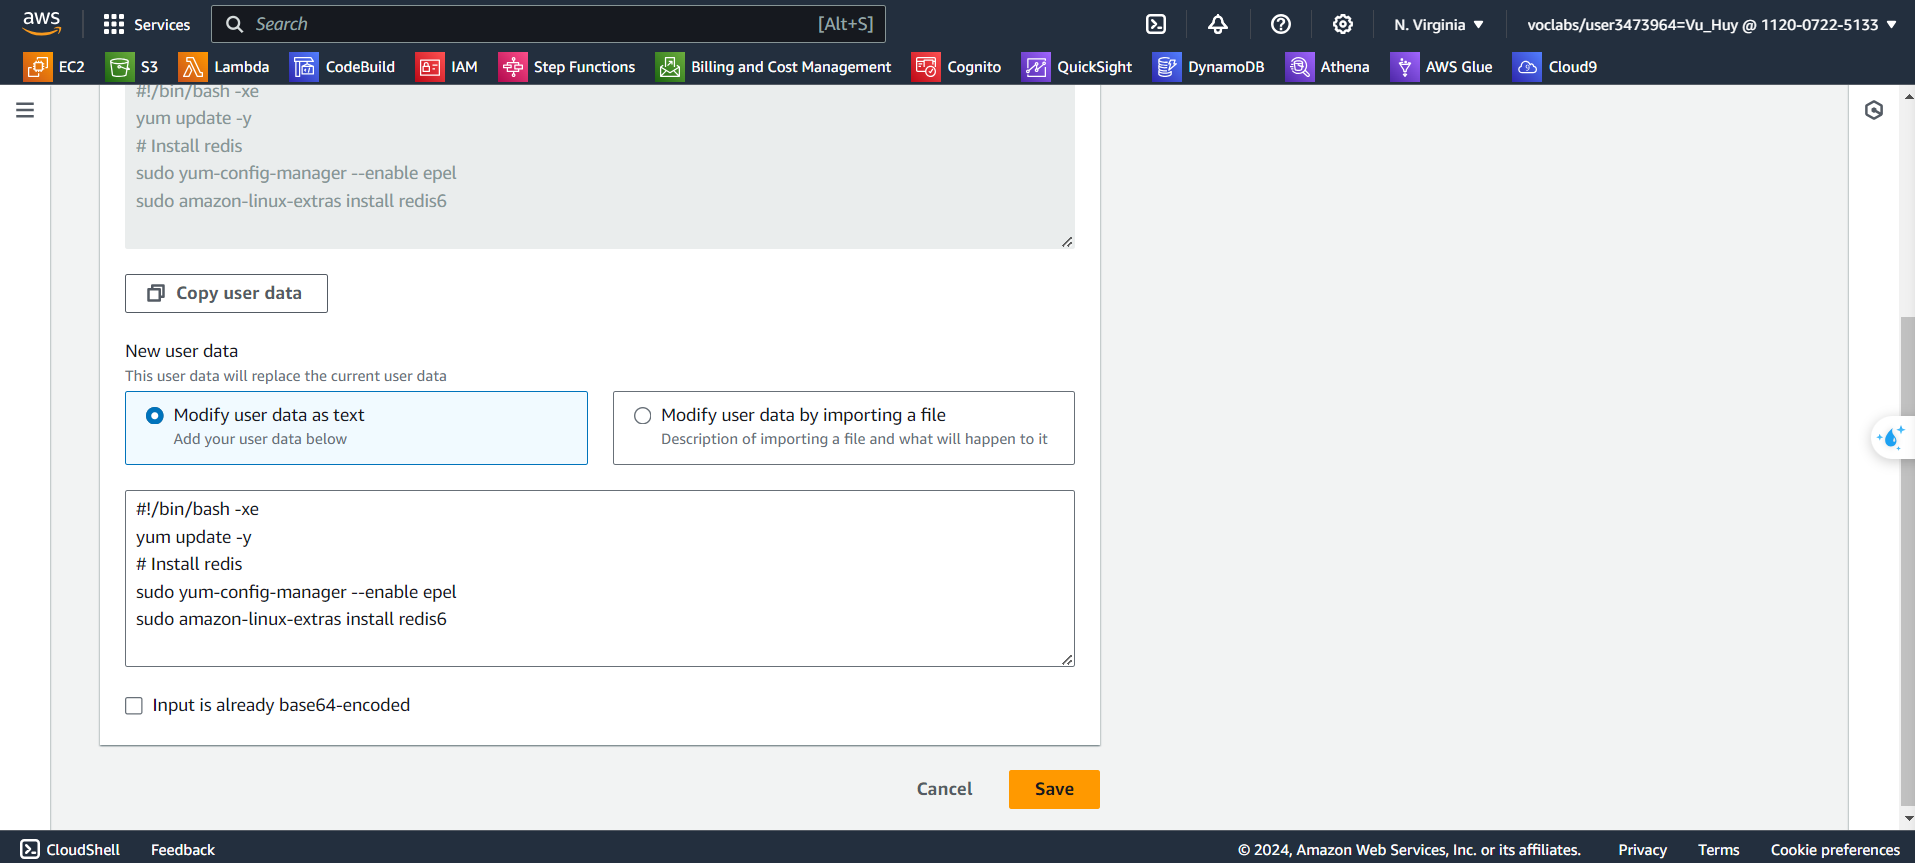 aws
Services
Search
[Alt+S]
N. Virginia
voclabs/user3473964=Vu_Huy @ 1120-0722-5133
EC2
S3
Lambda
CodeBuild
IAM
Step Functions
Billing and Cost Management
Cognito
QuickSight
DynamoDB
Athena
AWS Glue
Cloud9
#!/bin/bash -xe
yum update -y
# Install redis
sudo yum-config-manager --enable epel
sudo amazon-linux-extras install redis6
Copy user data
New user data
This user data will replace the current user data
Modify user data as text
Add your user data below
Modify user data by importing a file
Description of importing a file and what will happen to it
#!/bin/bash -xe
yum update -y
# Install redis
sudo yum-config-manager --enable epel
sudo amazon-linux-extras install redis6
Input is already base64-encoded
Cancel
Save
CloudShell
Feedback
© 2024, Amazon Web Services, Inc. or its affiliates.
Privacy
Terms
Cookie preferences